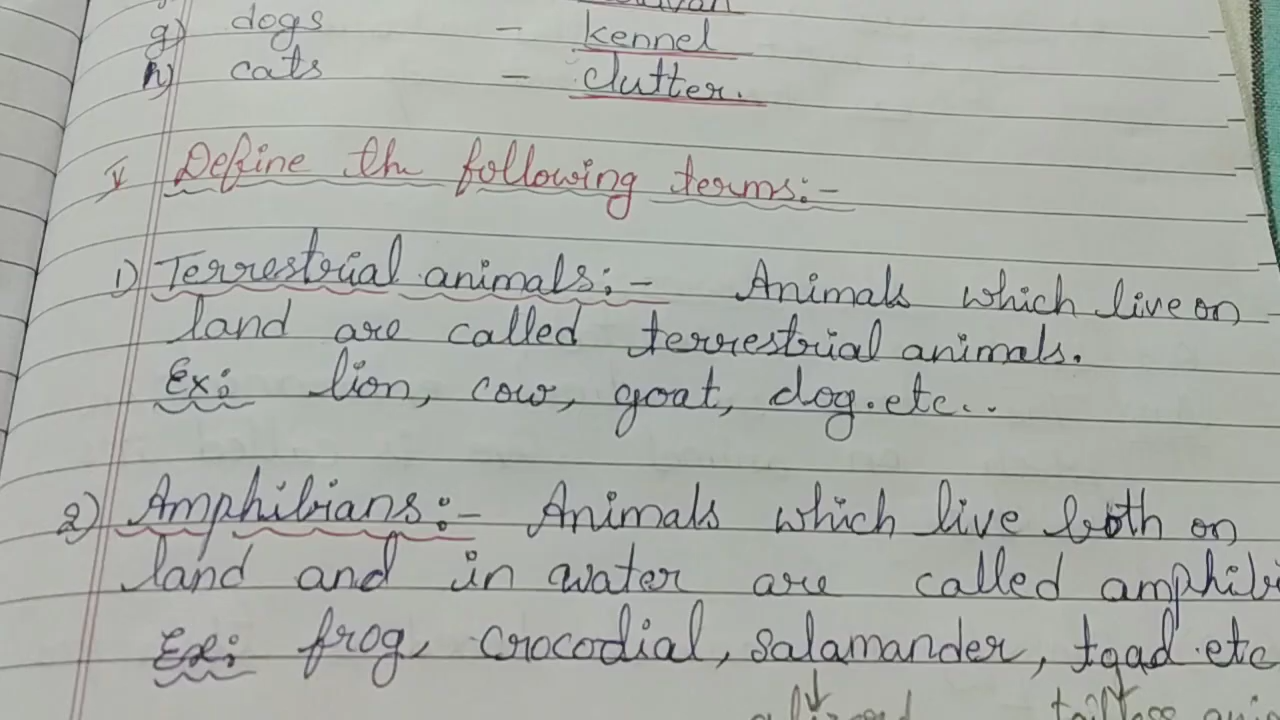 g) dogs - kennel
h) cats - clutter.
V Define th following terms:-
1) Terrestrial animals:- Animals which live on
land are called terrestrial animals.
Ex: lion, cow, goat, dog.etc..
2) Amphibians:- Animals which live both on
land and in water are called amphibi
Ex: frog, crocodial, salamander, toad.etc